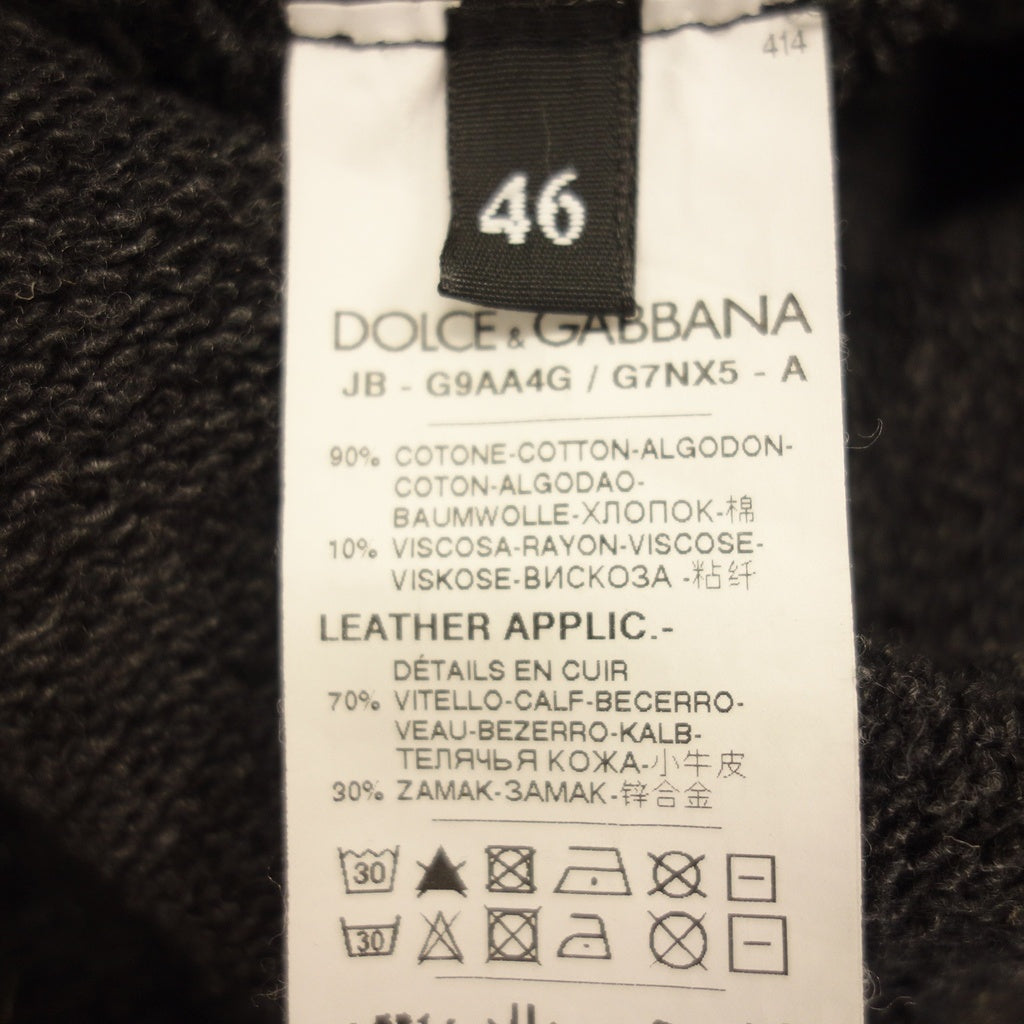 414
46
DOLCE & GABBANA
JB - G9AA4G / G7NX5 - A
90% COTONE-COTTON-ALGODON-
COTON-ALGODAO-
BAUMWOLLE-ХЛОПОК-棉
10% VISCOSA-RAYON-VISCOSE-
VISKOSE-ВИСКОЗА -粘纤
LEATHER APPLIC.-
DÉTAILS EN CUIR
70% VITELLO-CALF-BECERRO-
VEAU-BEZERRO-KALB-
ТЕЛЯЧЬЯ КОЖА-小牛皮
30% ZAMAK-ЗАМАК-锌合金
30
30